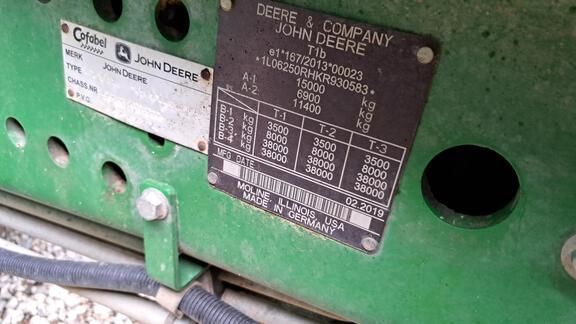 Cofabel
JOHN DEERE
MERK
TYPE JOHN DEERE
CHASS.NR
P.V.G.
DEERE & COMPANY
JOHN DEERE
T1b
e1*167/2013*00023
*1L06250RHKR930583*
15000 kg
A-1: 6900 kg
A-2: 11400 kg
T-1 T-2 T-3
B-1 kg 3500 3500 3500
B-2 kg 8000 8000 8000
B-3 kg 38000 38000 38000
B-4 kg 38000 38000 38000
MFG DATE 02.2019
MOLINE, ILLINOIS, USA
MADE IN GERMANY